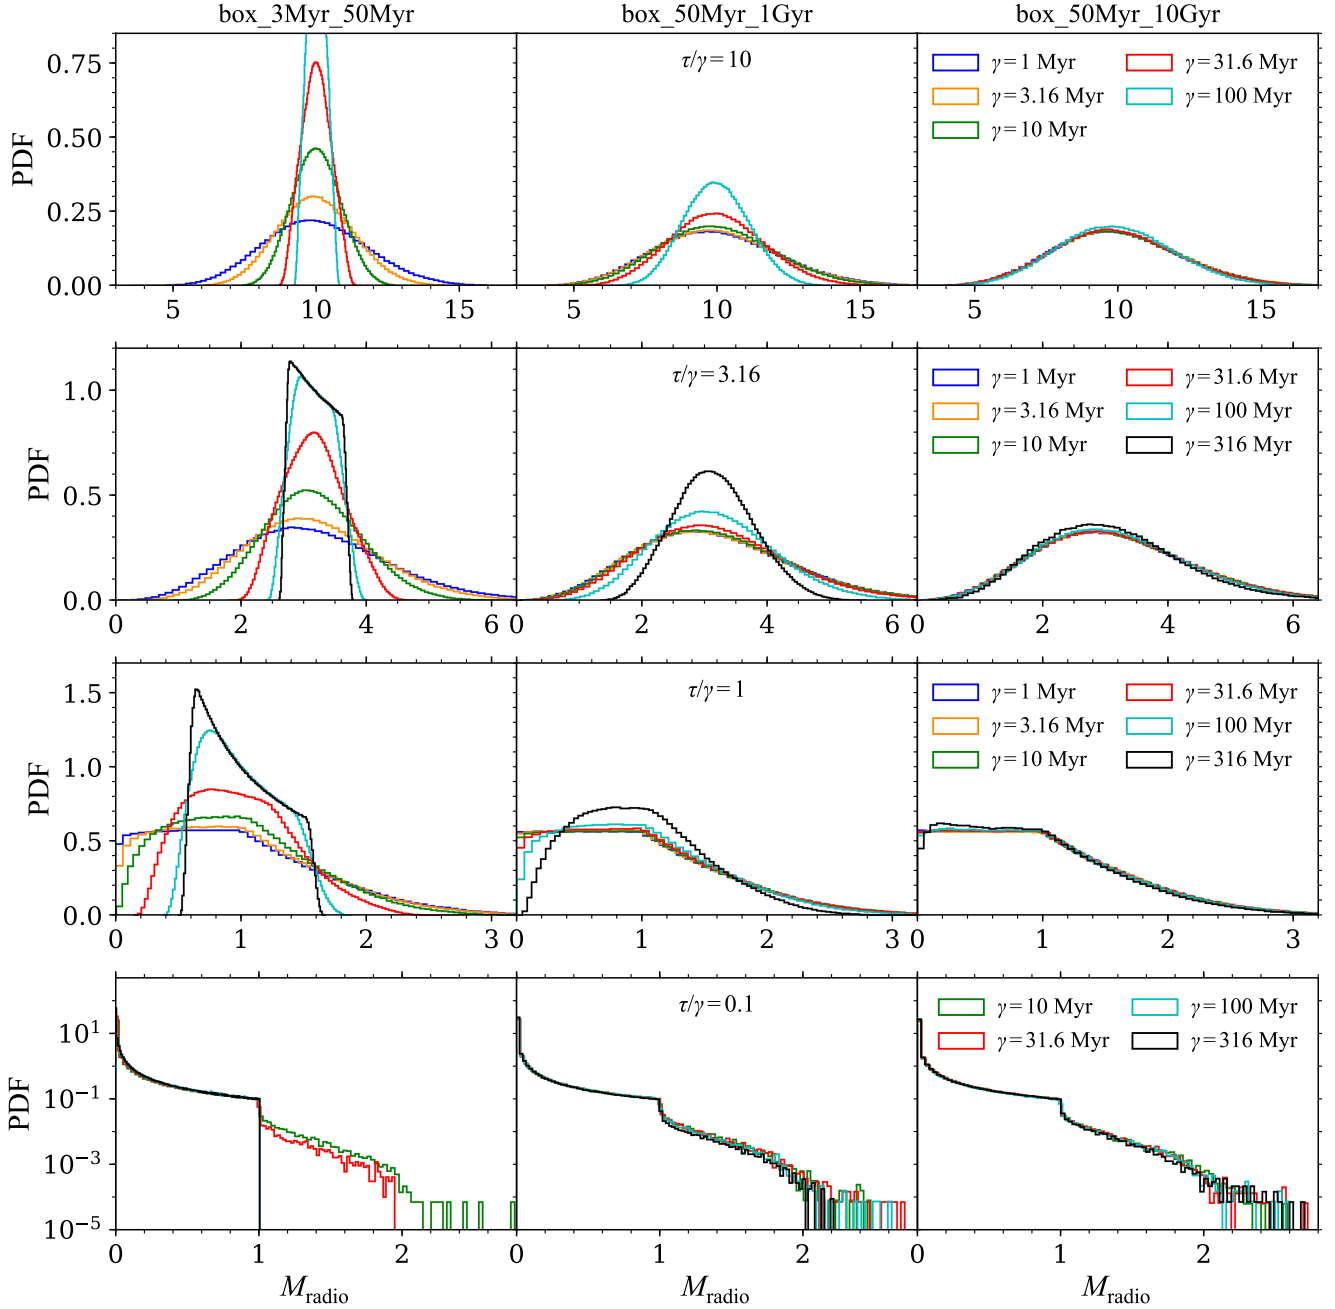 box_3Myr_50Myr box_50Myr_1Gyr box_50Myr_10Gyr
PDF
0.75
0.50
0.25
0.00
τ/γ = 10
γ = 1 Myr γ = 31.6 Myr
γ = 3.16 Myr γ = 100 Myr
γ = 10 Myr
5 10 15 5 10 15 5 10 15
PDF
1.0
0.5
0.0
τ/γ = 3.16
γ = 1 Myr γ = 31.6 Myr
γ = 3.16 Myr γ = 100 Myr
γ = 10 Myr γ = 316 Myr
0 2 4 6 0 2 4 6 0 2 4 6
PDF
1.5
1.0
0.5
0.0
τ/γ = 1
γ = 1 Myr γ = 31.6 Myr
γ = 3.16 Myr γ = 100 Myr
γ = 10 Myr γ = 316 Myr
0 1 2 3 0 1 2 3 0 1 2 3
PDF
10¹
10⁻¹
10⁻³
10⁻⁵
τ/γ = 0.1
γ = 10 Myr γ = 100 Myr
γ = 31.6 Myr γ = 316 Myr
0 1 2 0 1 2 0 1 2
M_radio M_radio M_radio